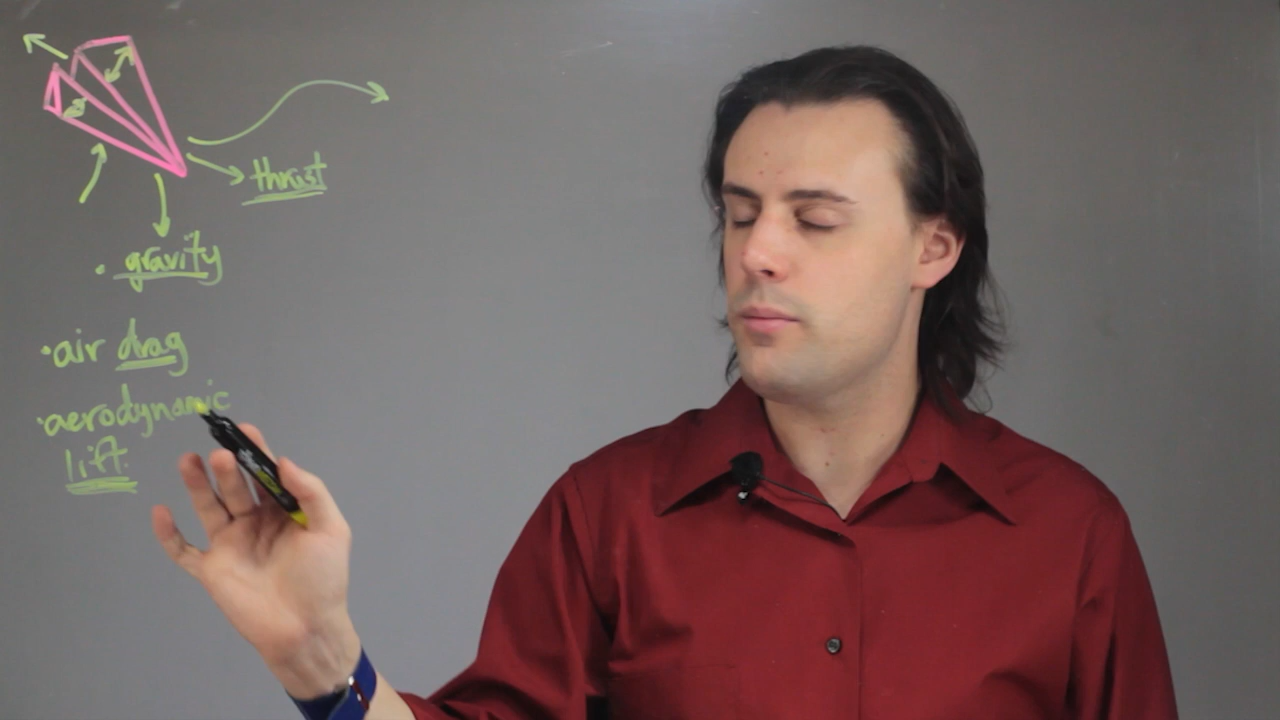 thrust
· gravity
· air drag
· aerodynamic
lift